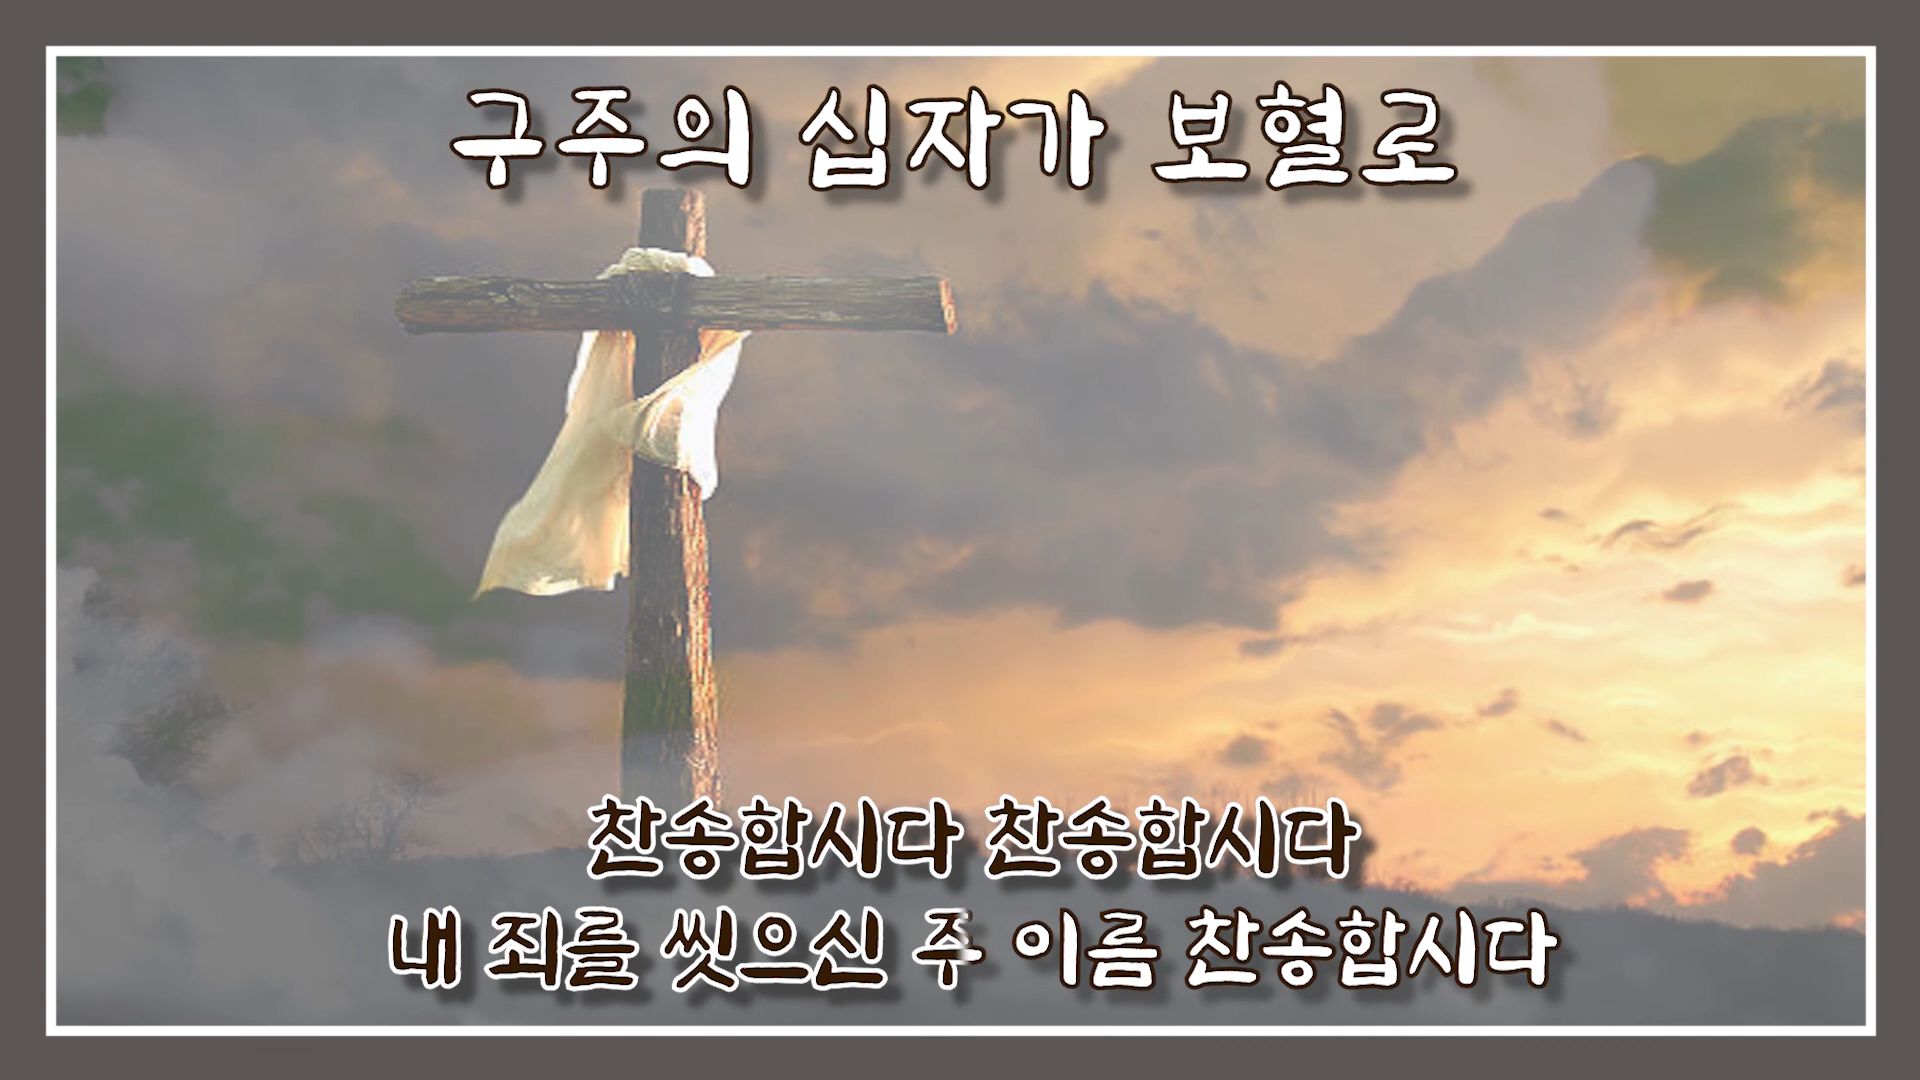 구주의 십자가 보혈로
찬송합시다 찬송합시다
내 죄를 씻으신 주 이름 찬송합시다